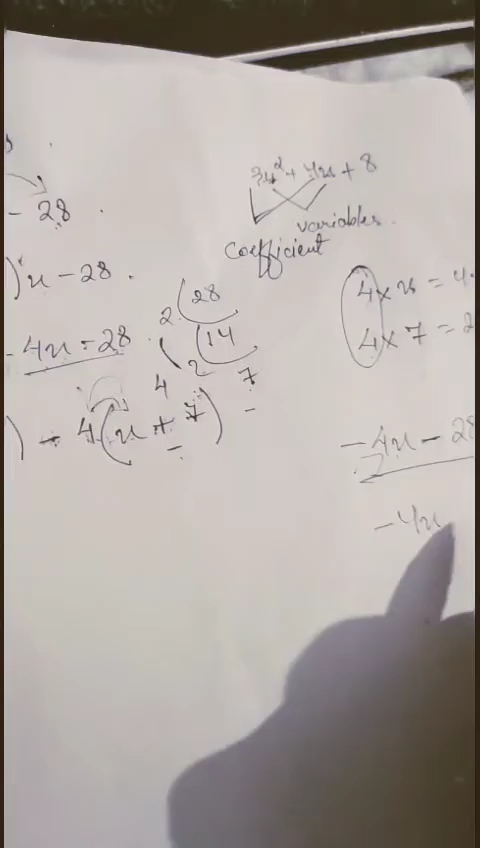 - 28 .
)x - 28 .
- 4x - 28
) - 4(x + 7)
3x² + 4x + 8
variables.
coefficient
2 28
2 14
4 7
4 × x = 4
4 × 7 = 2
- 4x - 28
- 4x